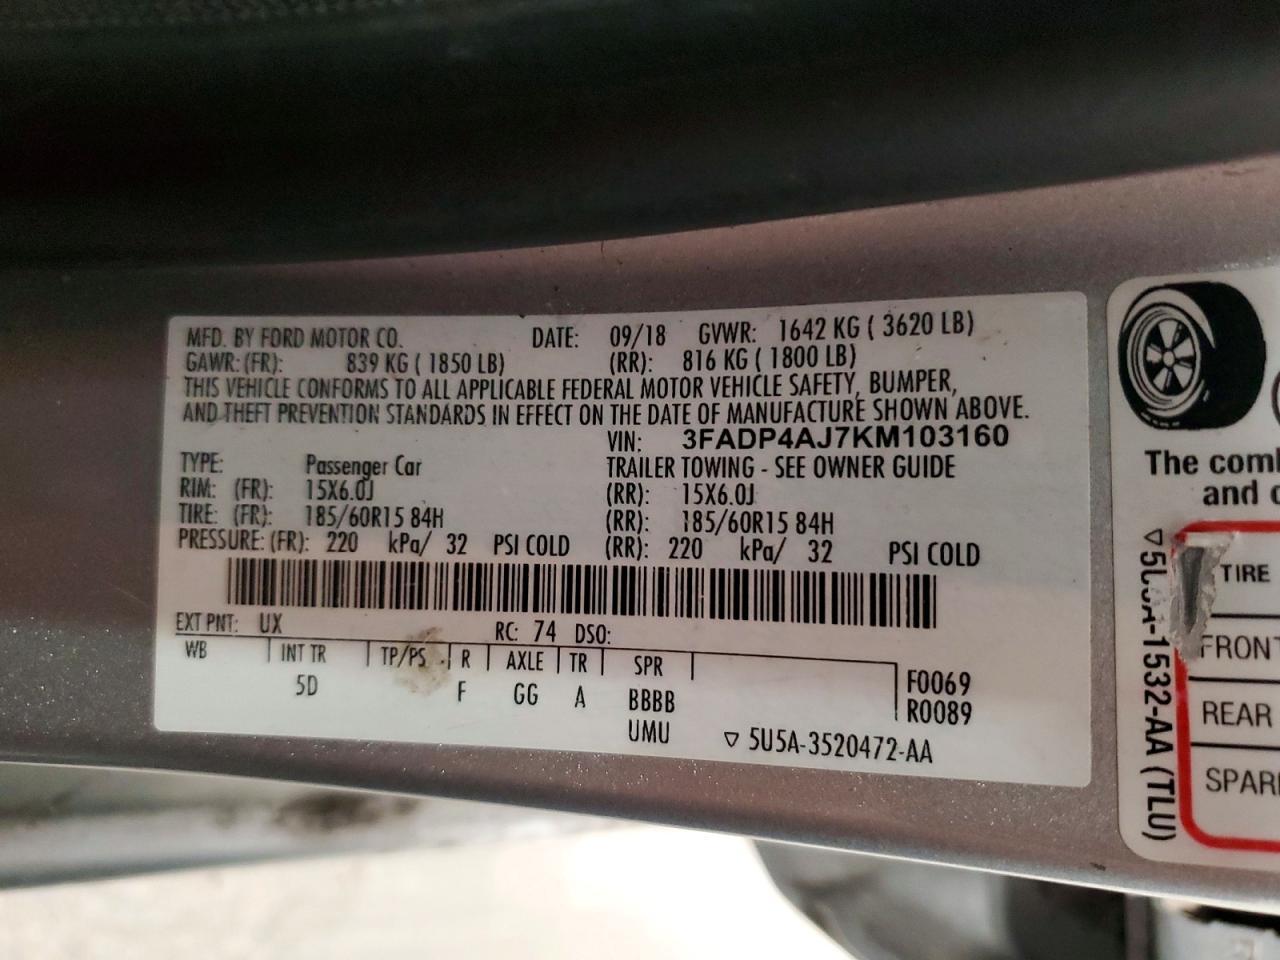 MFD. BY FORD MOTOR CO. DATE: 09/18 GVWR: 1642 KG ( 3620 LB)
GAWR: (FR): 839 KG ( 1850 LB) (RR): 816 KG ( 1800 LB)
THIS VEHICLE CONFORMS TO ALL APPLICABLE FEDERAL MOTOR VEHICLE SAFETY, BUMPER,
AND THEFT PREVENTION STANDARDS IN EFFECT ON THE DATE OF MANUFACTURE SHOWN ABOVE.
VIN: 3FADP4AJ7KM103160
TYPE: Passenger Car TRAILER TOWING - SEE OWNER GUIDE
RIM: (FR): 15X6.0J (RR): 15X6.0J
TIRE: (FR): 185/60R15 84H (RR): 185/60R15 84H
PRESSURE: (FR): 220 kPa/ 32 PSI COLD (RR): 220 kPa/ 32 PSI COLD
EXT PNT: UX RC: 74 DSO:
WB INT TR TP/PS R AXLE TR SPR
5D F GG A BBBB
UMU
F0069
R0089
▽ 5U5A-3520472-AA
The comb
and
TIRE
FRONT
REAR
SPAR
1532-AA (TLU)